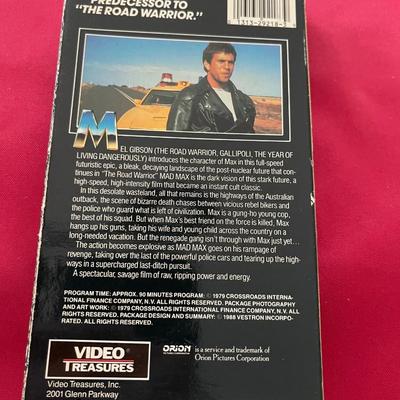 PREDECESSOR TO
"THE ROAD WARRIOR."
13132921 8
MEL GIBSON (THE ROAD WARRIOR, GALLIPOLI, THE YEAR OF
LIVING DANGEROUSLY) introduces the character of Max in this full-speed
futuristic epic, a bleak, decaying landscape of the post-nuclear future that con-
tinues in "The Road Warrior." MAD MAX is the dark vision of this stark future, a
high-speed, high-intensity film that became an instant cult classic.
In this desolate wasteland, all that remains is the highways of the Australian
outback, the scene of bizarre death chases between vicious rebel bikers and
the police who guard what is left of civilization. Max is a gung-ho young cop,
the best of his squad. But when Max's best friend on the force is killed, Max
hangs up his guns, taking his wife and young child across the country on a
long-needed vacation. But the renegade gang isn't through with Max just yet...
The action becomes explosive as MAD MAX goes on his rampage of
revenge, taking over the last of the powerful police cars and tearing up the high-
ways in a supercharged last-ditch pursuit.
A spectacular, savage film of raw, ripping power and energy.
PROGRAM TIME: APPROX. 90 MINUTES PROGRAM: © 1979 CROSSROADS INTERNA-
TIONAL FINANCE COMPANY, N.V. ALL RIGHTS RESERVED. PACKAGE PHOTOGRAPHY
AND ART WORK: © 1979 CROSSROADS INTERNATIONAL FINANCE COMPANY, N.V. ALL
RIGHTS RESERVED. PACKAGE DESIGN AND SUMMARY: © 1988 VESTRON INCORPO-
RATED. ALL RIGHTS RESERVED.
VIDEO
TREASURES
ORION is a service and trademark of
Orion Pictures Corporation
Video Treasures, Inc.
2001 Glenn Parkway